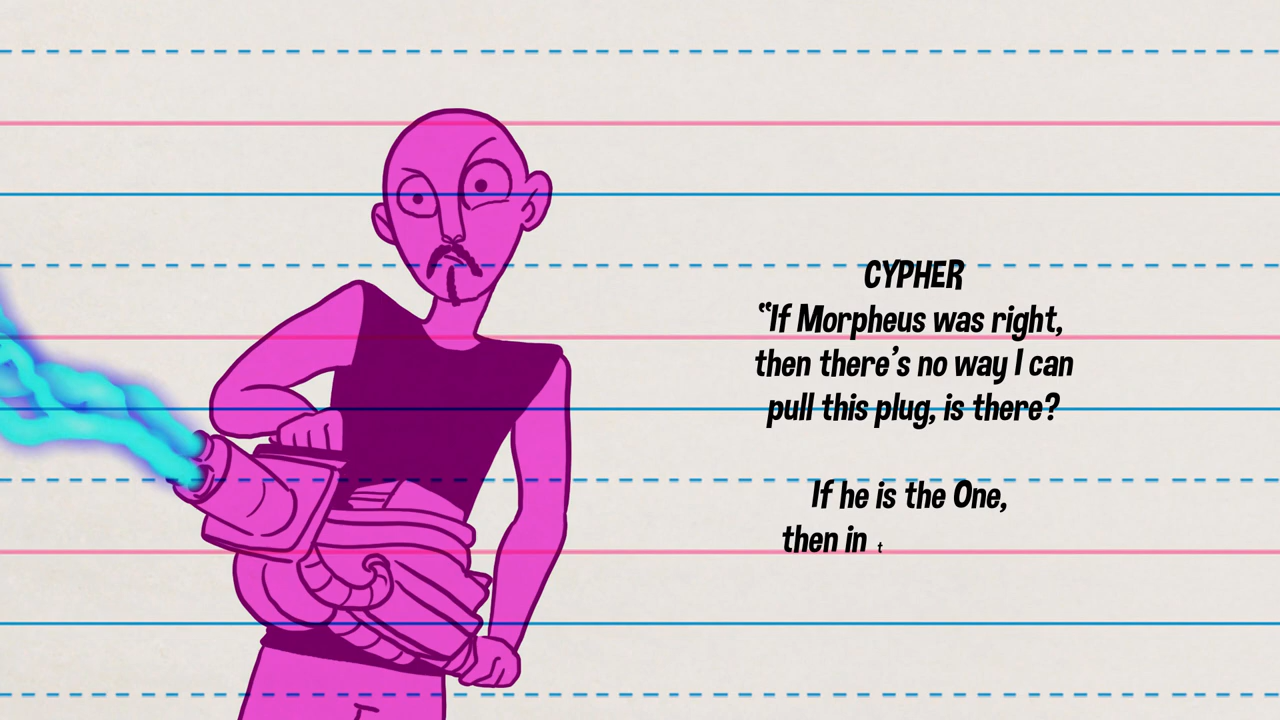 CYPHER
“If Morpheus was right,
then there’s no way I can
pull this plug, is there?
If he is the One,
then in t